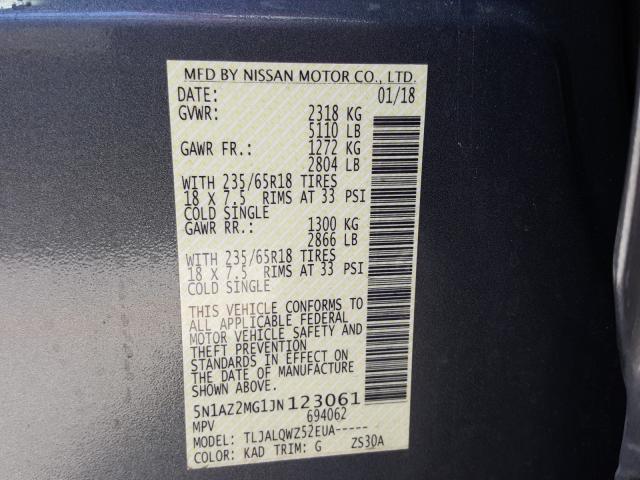 MFD BY NISSAN MOTOR CO., LTD.
DATE: 01/18
GVWR: 2318 KG
5110 LB
GAWR FR.: 1272 KG
2804 LB
WITH 235/65R18 TIRES
18 X 7.5 RIMS AT 33 PSI
COLD SINGLE
GAWR RR.: 1300 KG
2866 LB
WITH 235/65R18 TIRES
18 X 7.5 RIMS AT 33 PSI
COLD SINGLE
THIS VEHICLE CONFORMS TO
ALL APPLICABLE FEDERAL
MOTOR VEHICLE SAFETY AND
THEFT PREVENTION
STANDARDS IN EFFECT ON
THE DATE OF MANUFACTURE
SHOWN ABOVE.
5N1AZ2MG1JN123061
MPV 694062
MODEL: TLJALQWZ52EUA-----
COLOR: KAD TRIM: G ZS30A